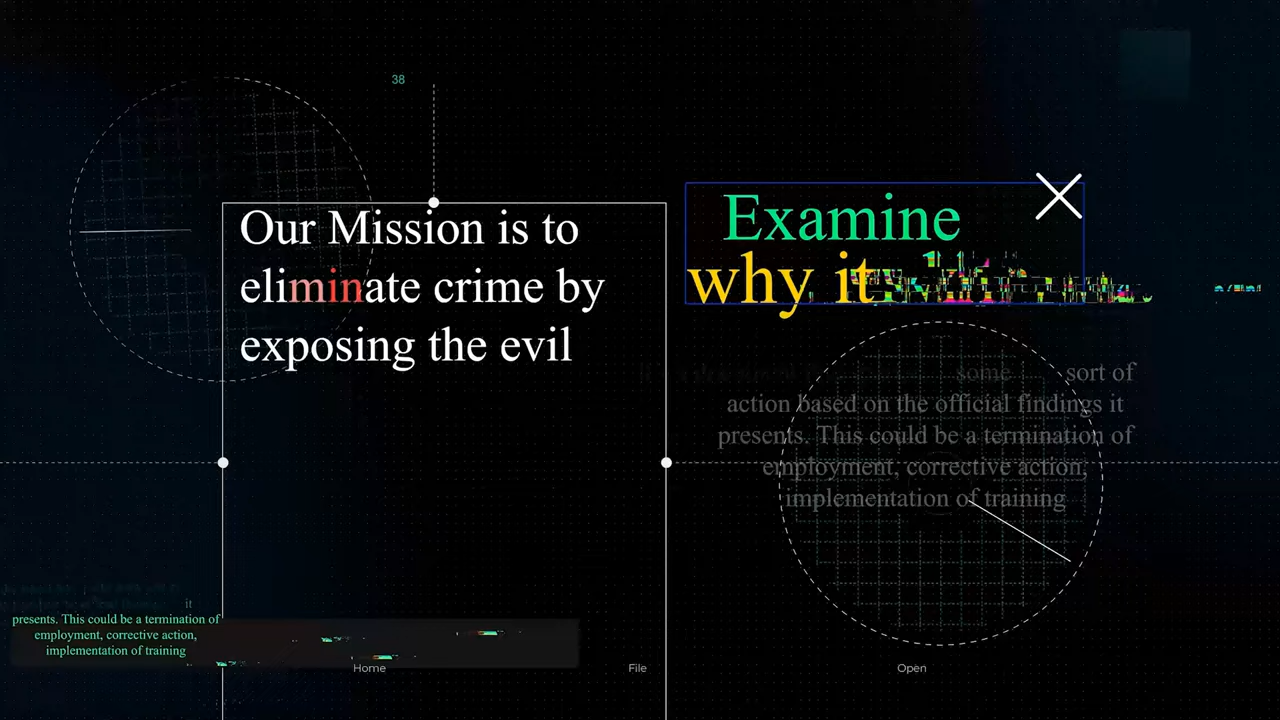 38
Our Mission is to
eliminate crime by
exposing the evil
Examine
why it
some sort of
action based on the official findings it
presents. This could be a termination of
employment, corrective action,
implementation of training
it
presents. This could be a termination of
employment, corrective action,
implementation of training
Home
File
Open